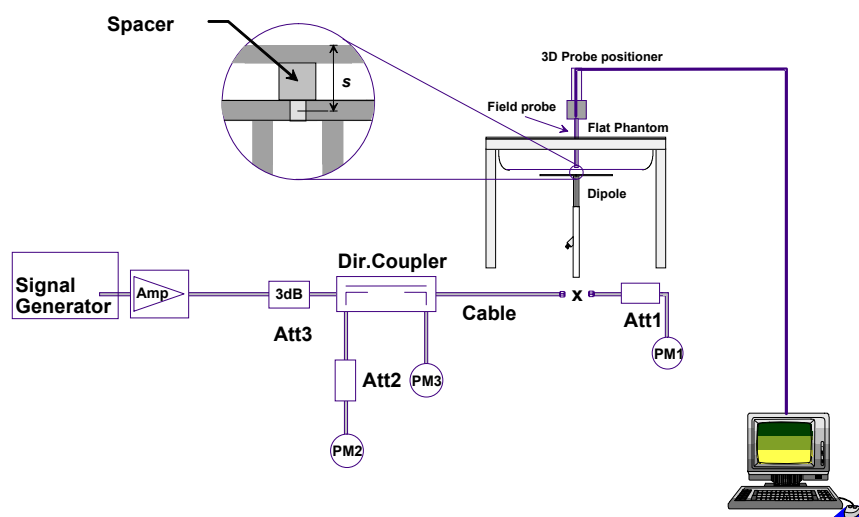 Spacer
s
3D Probe positioner
Field probe
Flat Phantom
Dipole
Signal
Generator
Amp
3dB
Att3
Dir.Coupler
Cable
x
Att1
PM1
Att2
PM3
PM2